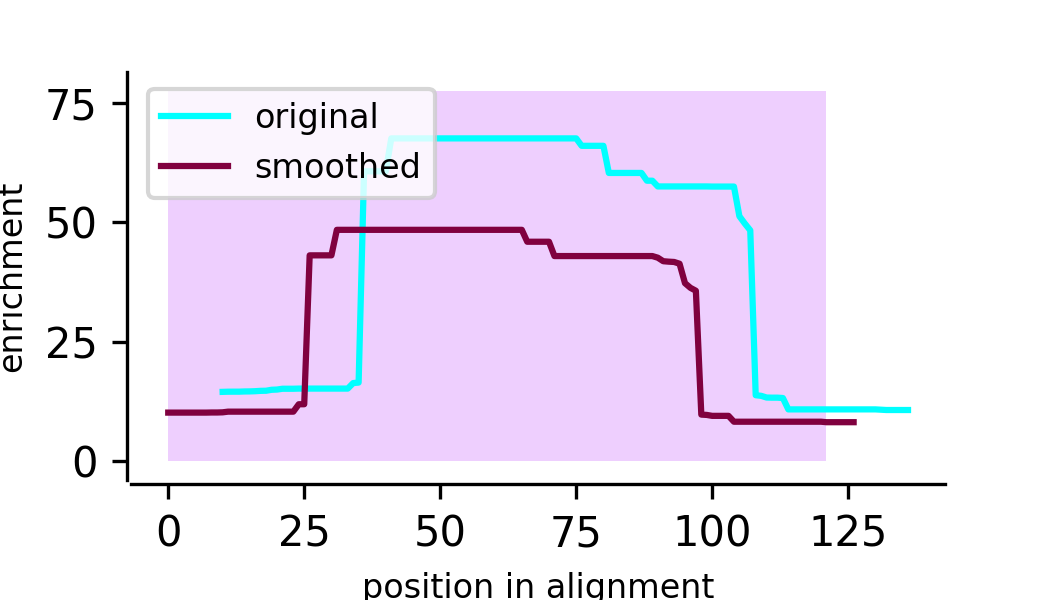 original
smoothed
75
50
25
0
enrichment
0 25 50 75 100 125
position in alignment